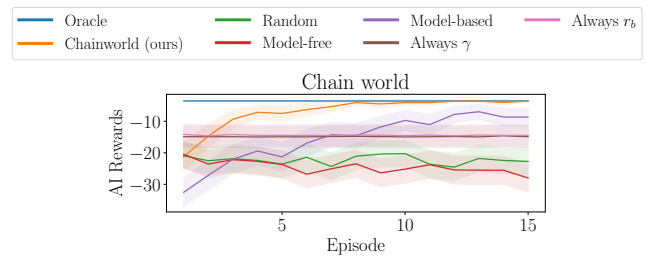 Oracle Random Model-based Always r_b
Chainworld (ours) Model-free Always γ
Chain world
AI Rewards
−10
−20
−30
5 10 15
Episode